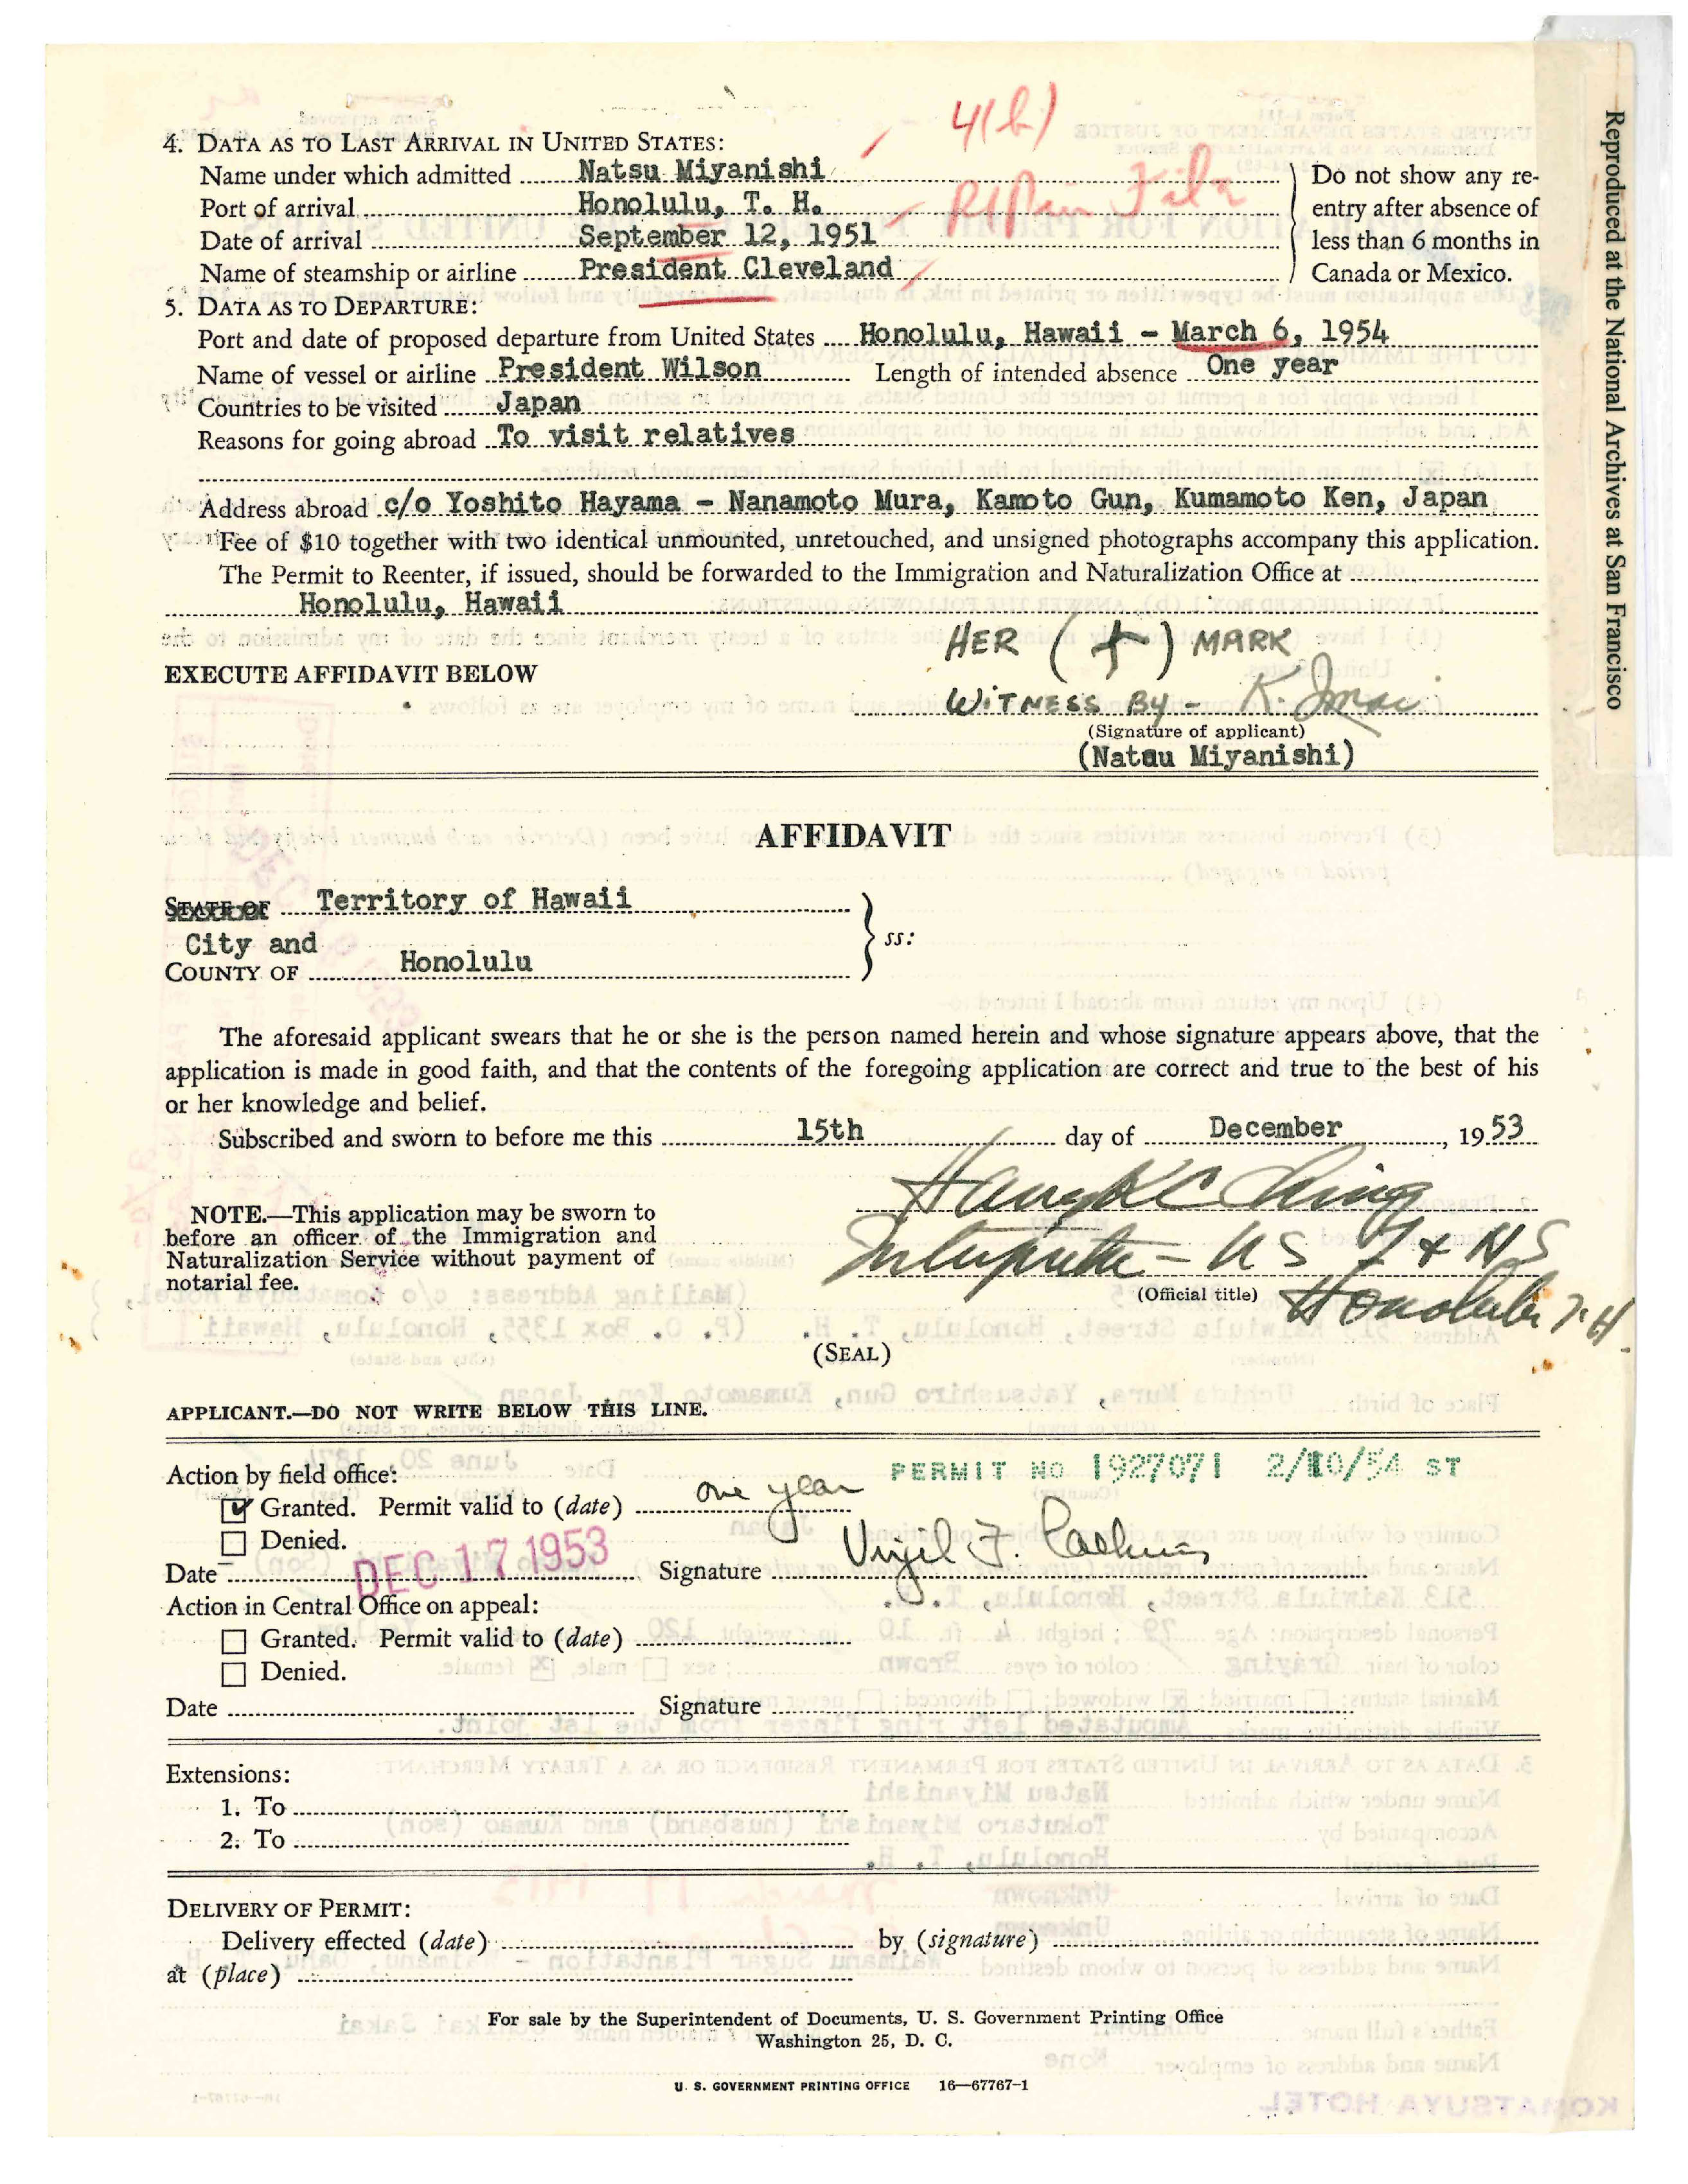 4(b)
4. DATA AS TO LAST ARRIVAL IN UNITED STATES:
Name under which admitted Natsu Miyanishi
Port of arrival Honolulu, T. H.
Date of arrival September 12, 1951
Name of steamship or airline President Cleveland
Do not show any re-
entry after absence of
less than 6 months in
Canada or Mexico.
5. DATA AS TO DEPARTURE:
Port and date of proposed departure from United States Honolulu, Hawaii - March 6, 1954
Name of vessel or airline President Wilson Length of intended absence One year
Countries to be visited Japan
Reasons for going abroad To visit relatives
Address abroad c/o Yoshito Hayama - Nanamoto Mura, Kamoto Gun, Kumamoto Ken, Japan
Fee of $10 together with two identical unmounted, unretouched, and unsigned photographs accompany this application.
The Permit to Reenter, if issued, should be forwarded to the Immigration and Naturalization Office at
Honolulu, Hawaii
HER (+) MARK
EXECUTE AFFIDAVIT BELOW
WITNESS BY - K. Imai
(Signature of applicant)
(Natsu Miyanishi)
AFFIDAVIT
STATE OF Territory of Hawaii
City and
COUNTY OF Honolulu
ss:
The aforesaid applicant swears that he or she is the person named herein and whose signature appears above, that the
application is made in good faith, and that the contents of the foregoing application are correct and true to the best of his
or her knowledge and belief.
Subscribed and sworn to before me this 15th day of December, 1953
NOTE.—This application may be sworn to
before an officer of the Immigration and
Naturalization Service without payment of
notarial fee.
Ching
Interpreter - U S I & N S
(Official title) Honolulu T.H.
(SEAL)
APPLICANT.—DO NOT WRITE BELOW THIS LINE.
Action by field office: PERMIT NO 1927071 2/10/54 ST
Granted. Permit valid to (date) one year
Denied.
Date DEC 17 1953 Signature Virgil F.
Action in Central Office on appeal:
Granted. Permit valid to (date)
Denied.
Date Signature
Extensions:
1. To
2. To
DELIVERY OF PERMIT:
Delivery effected (date) by (signature)
at (place)
For sale by the Superintendent of Documents, U. S. Government Printing Office
Washington 25, D. C.
U. S. GOVERNMENT PRINTING OFFICE 16—67767-1
Reproduced at the National Archives at San Francisco